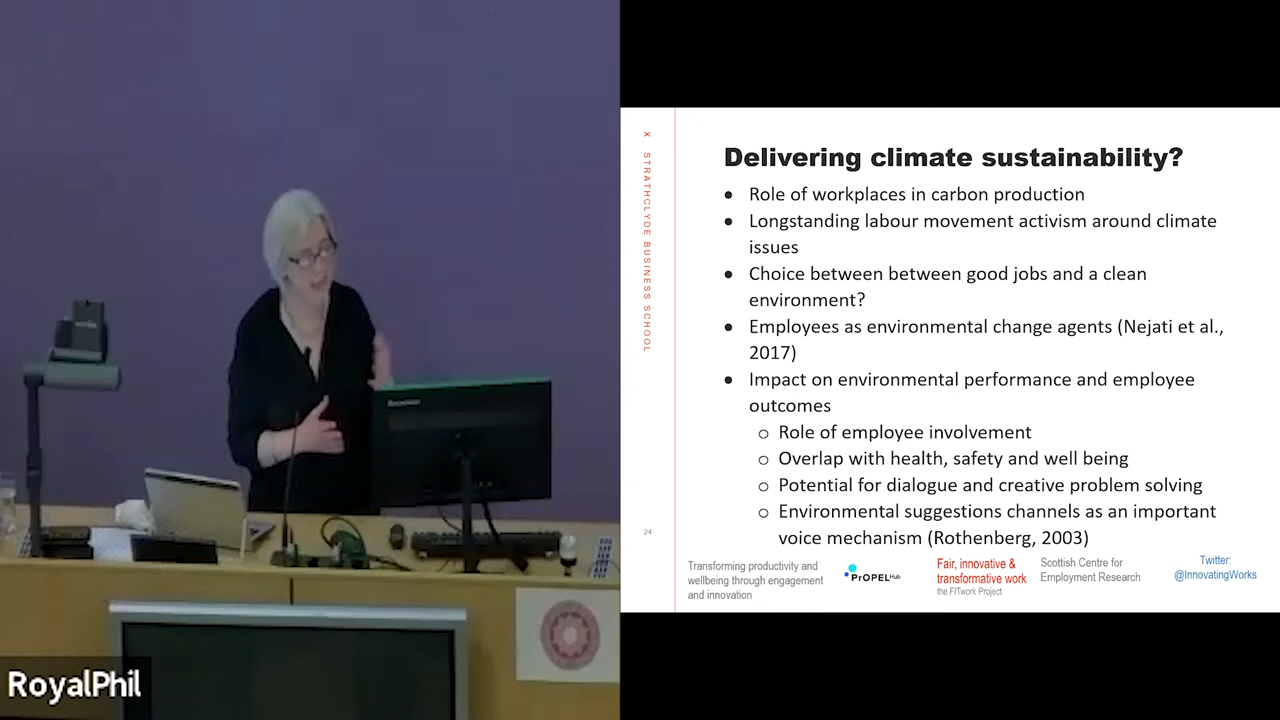 Delivering climate sustainability?
● Role of workplaces in carbon production
● Longstanding labour movement activism around climate
issues
● Choice between between good jobs and a clean
environment?
● Employees as environmental change agents (Nejati et al.,
2017)
● Impact on environmental performance and employee
outcomes
o Role of employee involvement
o Overlap with health, safety and well being
o Potential for dialogue and creative problem solving
o Environmental suggestions channels as an important
voice mechanism (Rothenberg, 2003)
X STRATHCLYDE BUSINESS SCHOOL
24
Transforming productivity and
wellbeing through engagement
and innovation
PrOPEL Hub
Fair, innovative &
transformative work
the FITwork Project
Scottish Centre for
Employment Research
Twitter:
@InnovatingWorks
Lenovo
RoyalPhil